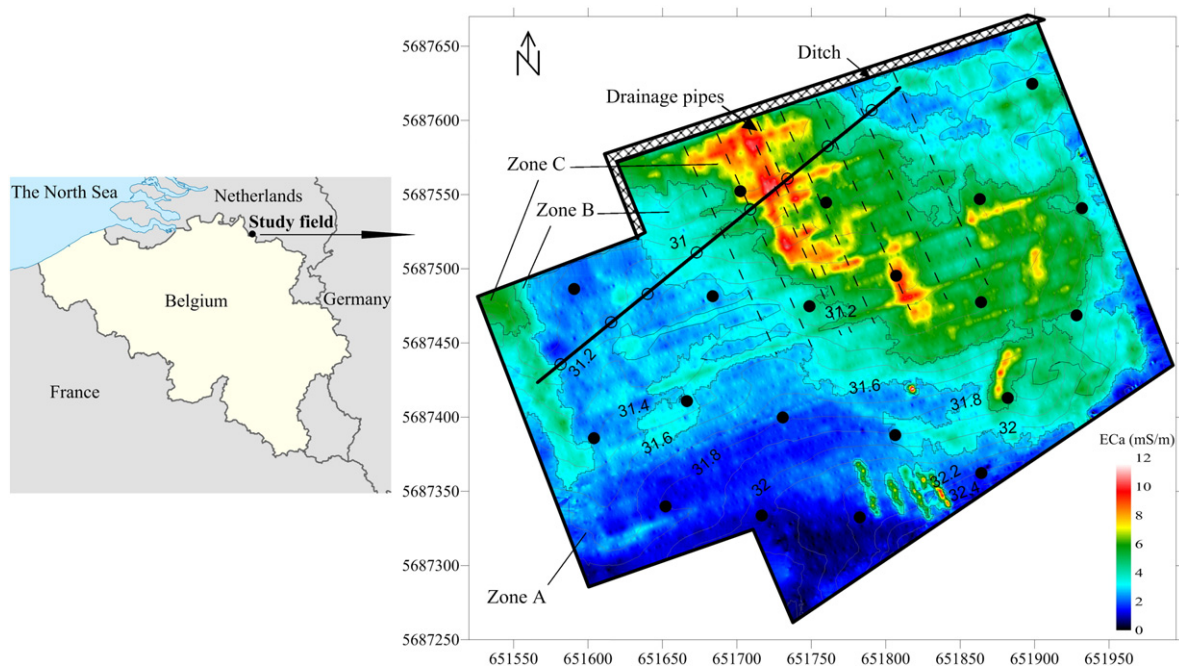 The North Sea
Netherlands
Study field
Belgium
Germany
France
N
Ditch
Drainage pipes
Zone C
Zone B
Zone A
5687650
5687600
5687550
5687500
5687450
5687400
5687350
5687300
5687250
31
31.2
31.2
31.4
31.6
31.6
31.8
31.8
32
32
32.2
32.4
ECa (mS/m)
12
10
8
6
4
2
0
651550
651600
651650
651700
651750
651800
651850
651900
651950